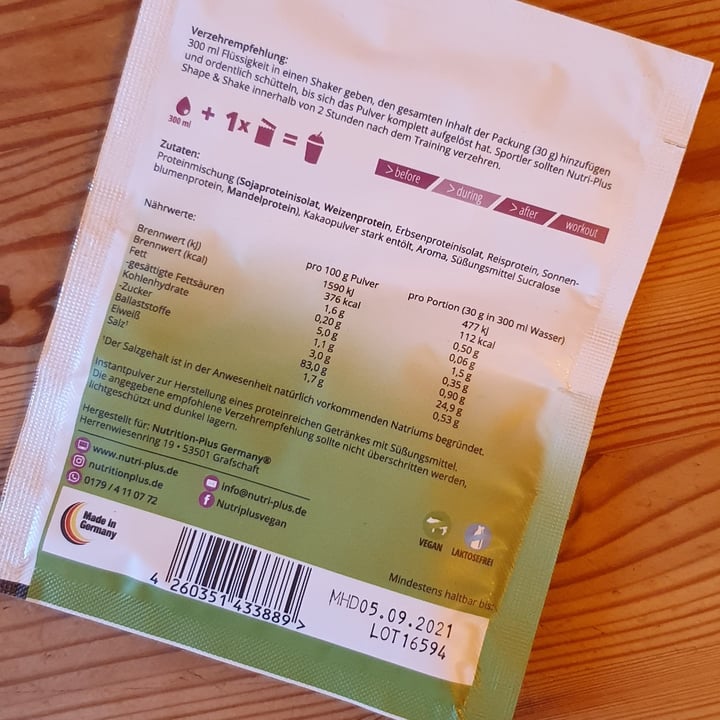 Verzehrempfehlung:
300 ml Flüssigkeit in einen Shaker geben, den gesamten Inhalt der Packung (30 g) hinzufügen
und ordentlich schütteln, bis sich das Pulver komplett aufgelöst hat. Sportler sollten Nutri-Plus
Shape & Shake innerhalb von 2 Stunden nach dem Training verzehren.
300 ml + 1x =
> before > during > after workout
Zutaten:
Proteinmischung (Sojaproteinisolat, Weizenprotein, Erbsenproteinisolat, Reisprotein, Sonnen-
blumenprotein, Mandelprotein), Kakaopulver stark entölt, Aroma, Süßungsmittel Sucralose
Nährwerte:
pro 100 g Pulver pro Portion (30 g in 300 ml Wasser)
Brennwert (kJ) 1590 kJ 477 kJ
Brennwert (kcal) 376 kcal 112 kcal
Fett 1,6 g 0,50 g
-gesättigte Fettsäuren 0,20 g 0,06 g
Kohlenhydrate 5,0 g 1,5 g
-Zucker 1,1 g 0,35 g
Ballaststoffe 3,0 g 0,90 g
Eiweiß 83,0 g 24,9 g
Salz¹ 1,7 g 0,53 g
¹Der Salzgehalt ist in der Anwesenheit natürlich vorkommenden Natriums begründet.
Instantpulver zur Herstellung eines proteinreichen Getränkes mit Süßungsmittel.
Die angegebene empfohlene Verzehrempfehlung sollte nicht überschritten werden,
lichtgeschützt und dunkel lagern.
Hergestellt für: Nutrition-Plus Germany®
Herrenwiesenring 19 • 53501 Grafschaft
www.nutri-plus.de info@nutri-plus.de
nutritionplus.de Nutriplusvegan
0179 / 4 11 07 72
VEGAN LAKTOSEFREI
Made in
Germany
Mindestens haltbar bis:
4 260351 433889 >
MHD05.09.2021
LOT16594